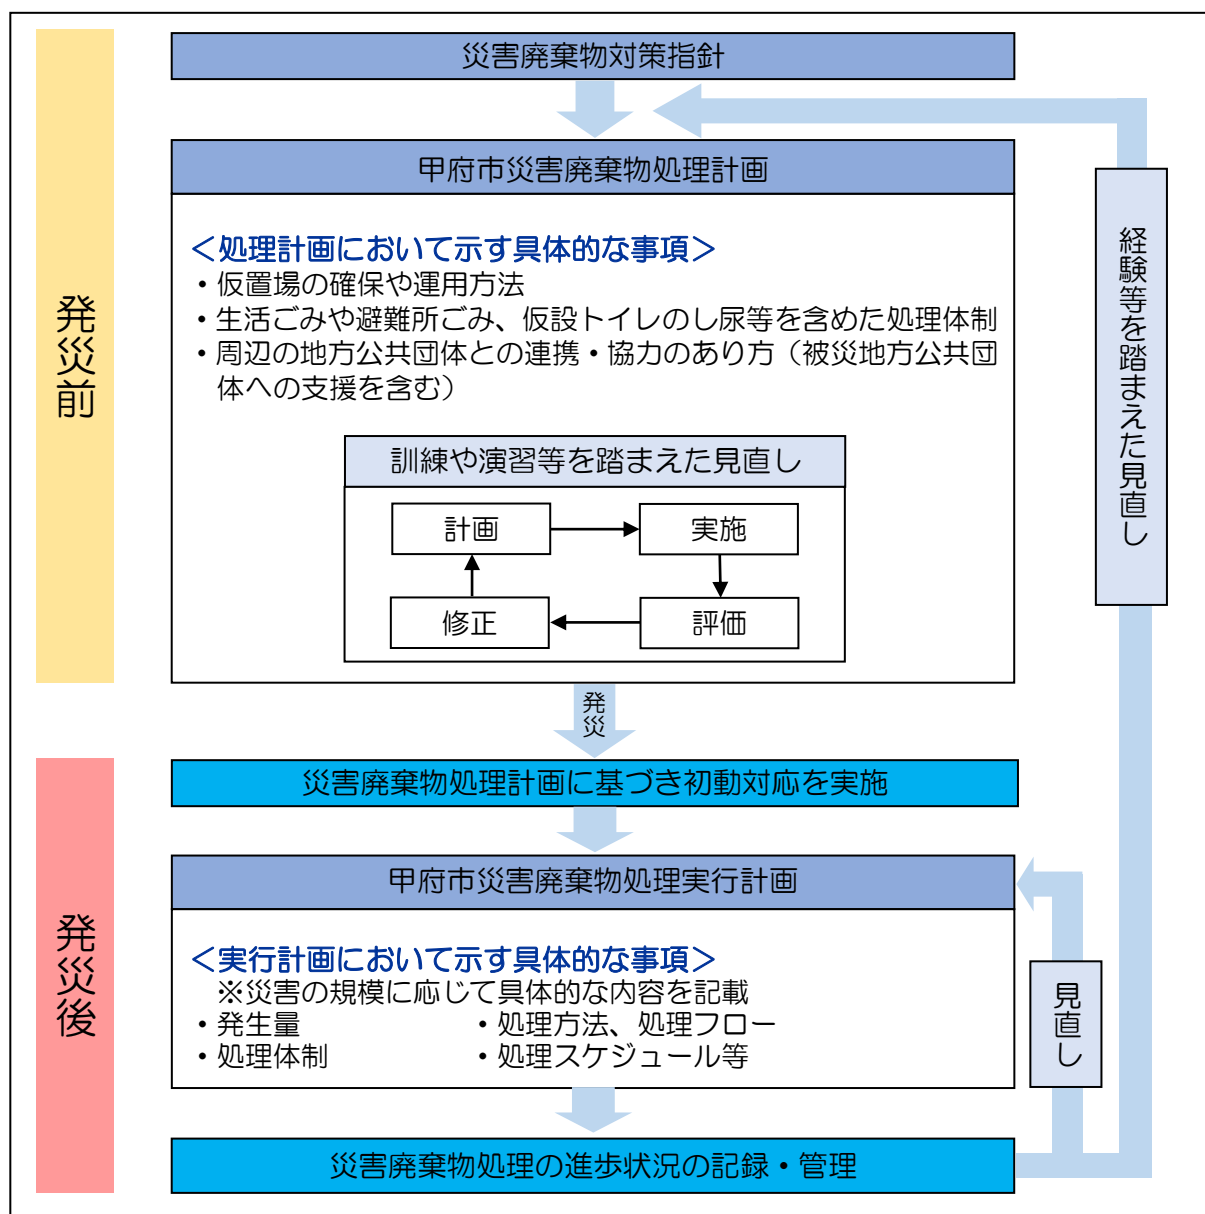 発災前
災害廃棄物対策指針
甲府市災害廃棄物処理計画
＜処理計画において示す具体的な事項＞
・仮置場の確保や運用方法
・生活ごみや避難所ごみ、仮設トイレのし尿等を含めた処理体制
・周辺の地方公共団体との連携・協力のあり方（被災地方公共団
体への支援を含む）
訓練や演習等を踏まえた見直し
計画
実施
修正
評価
経験等を踏まえた見直し
発災
発災後
災害廃棄物処理計画に基づき初動対応を実施
甲府市災害廃棄物処理実行計画
＜実行計画において示す具体的な事項＞
※災害の規模に応じて具体的な内容を記載
・発生量
・処理方法、処理フロー
・処理体制
・処理スケジュール等
見直し
災害廃棄物処理の進歩状況の記録・管理